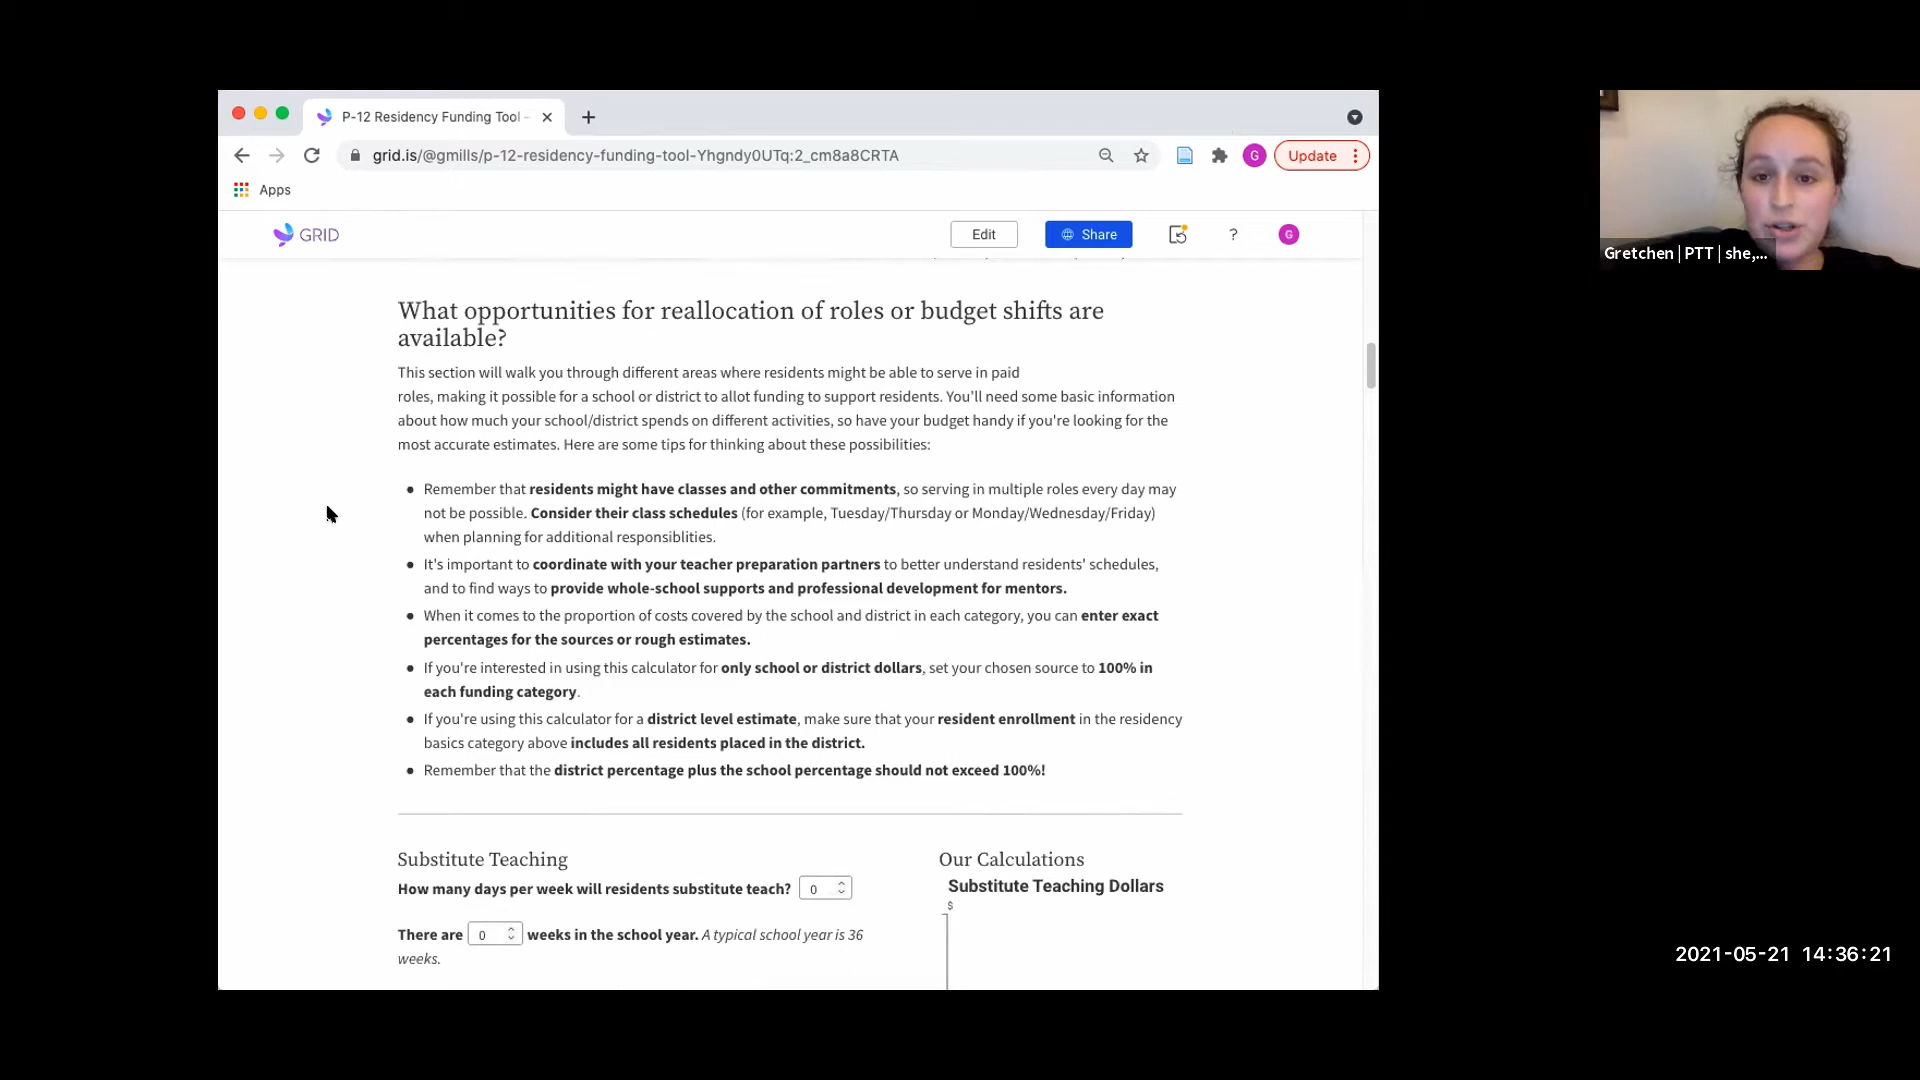 P-12 Residency Funding Tool -
grid.is/@gmills/p-12-residency-funding-tool-Yhgndy0UTq:2_cm8a8CRTA
G
Update
Apps
GRID
Edit
Share
?
G
What opportunities for reallocation of roles or budget shifts are
available?
This section will walk you through different areas where residents might be able to serve in paid
roles, making it possible for a school or district to allot funding to support residents. You'll need some basic information
about how much your school/district spends on different activities, so have your budget handy if you're looking for the
most accurate estimates. Here are some tips for thinking about these possibilities:
Remember that residents might have classes and other commitments, so serving in multiple roles every day may
not be possible. Consider their class schedules (for example, Tuesday/Thursday or Monday/Wednesday/Friday)
when planning for additional responsiblities.
It's important to coordinate with your teacher preparation partners to better understand residents' schedules,
and to find ways to provide whole-school supports and professional development for mentors.
When it comes to the proportion of costs covered by the school and district in each category, you can enter exact
percentages for the sources or rough estimates.
If you're interested in using this calculator for only school or district dollars, set your chosen source to 100% in
each funding category.
If you're using this calculator for a district level estimate, make sure that your resident enrollment in the residency
basics category above includes all residents placed in the district.
Remember that the district percentage plus the school percentage should not exceed 100%!
Substitute Teaching
How many days per week will residents substitute teach? 0
There are 0 weeks in the school year. A typical school year is 36
weeks.
Our Calculations
Substitute Teaching Dollars
$
Gretchen | PTT | she,...
2021-05-21 14:36:21